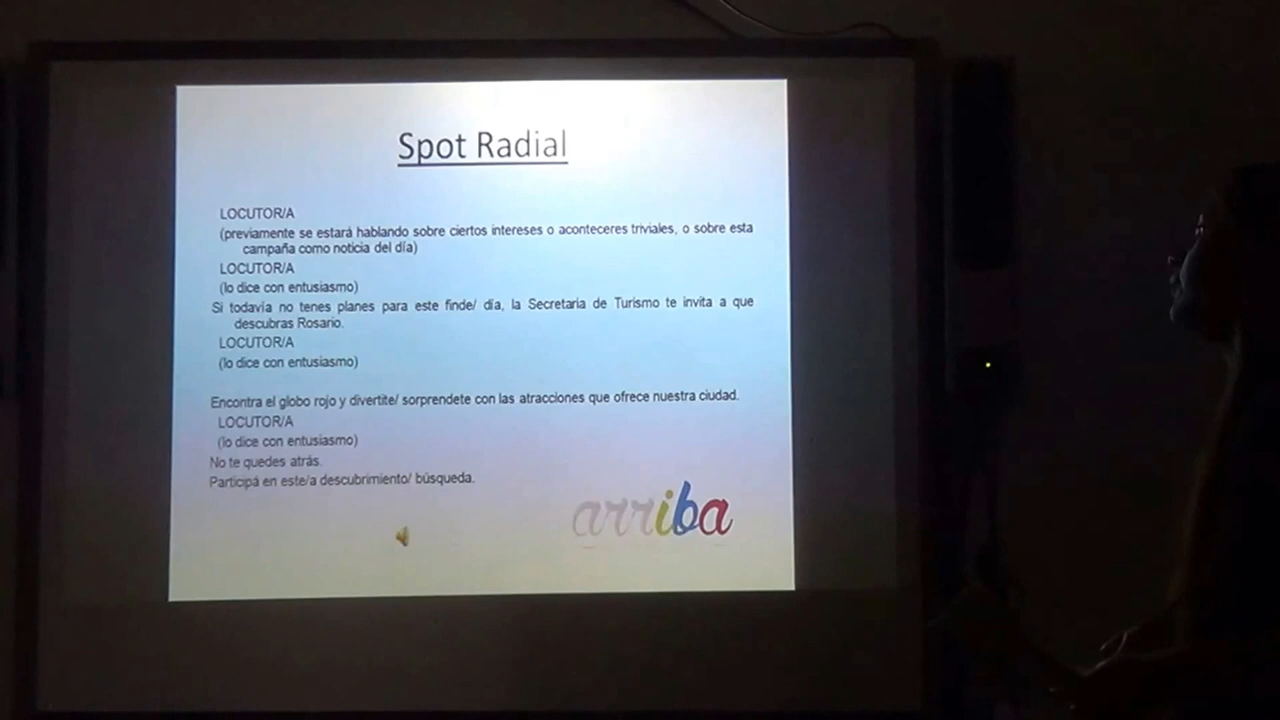 Spot Radial
LOCUTOR/A
(previamente se estará hablando sobre ciertos intereses o aconteceres triviales, o sobre esta
campaña como noticia del día)
LOCUTOR/A
(lo dice con entusiasmo)
Si todavía no tenes planes para este finde/ día, la Secretaria de Turismo te invita a que
descubras Rosario.
LOCUTOR/A
(lo dice con entusiasmo)
Encontra el globo rojo y divertite/ sorprendete con las atracciones que ofrece nuestra ciudad.
LOCUTOR/A
(lo dice con entusiasmo)
No te quedes atrás.
Participá en este/a descubrimiento/ búsqueda.
arriba